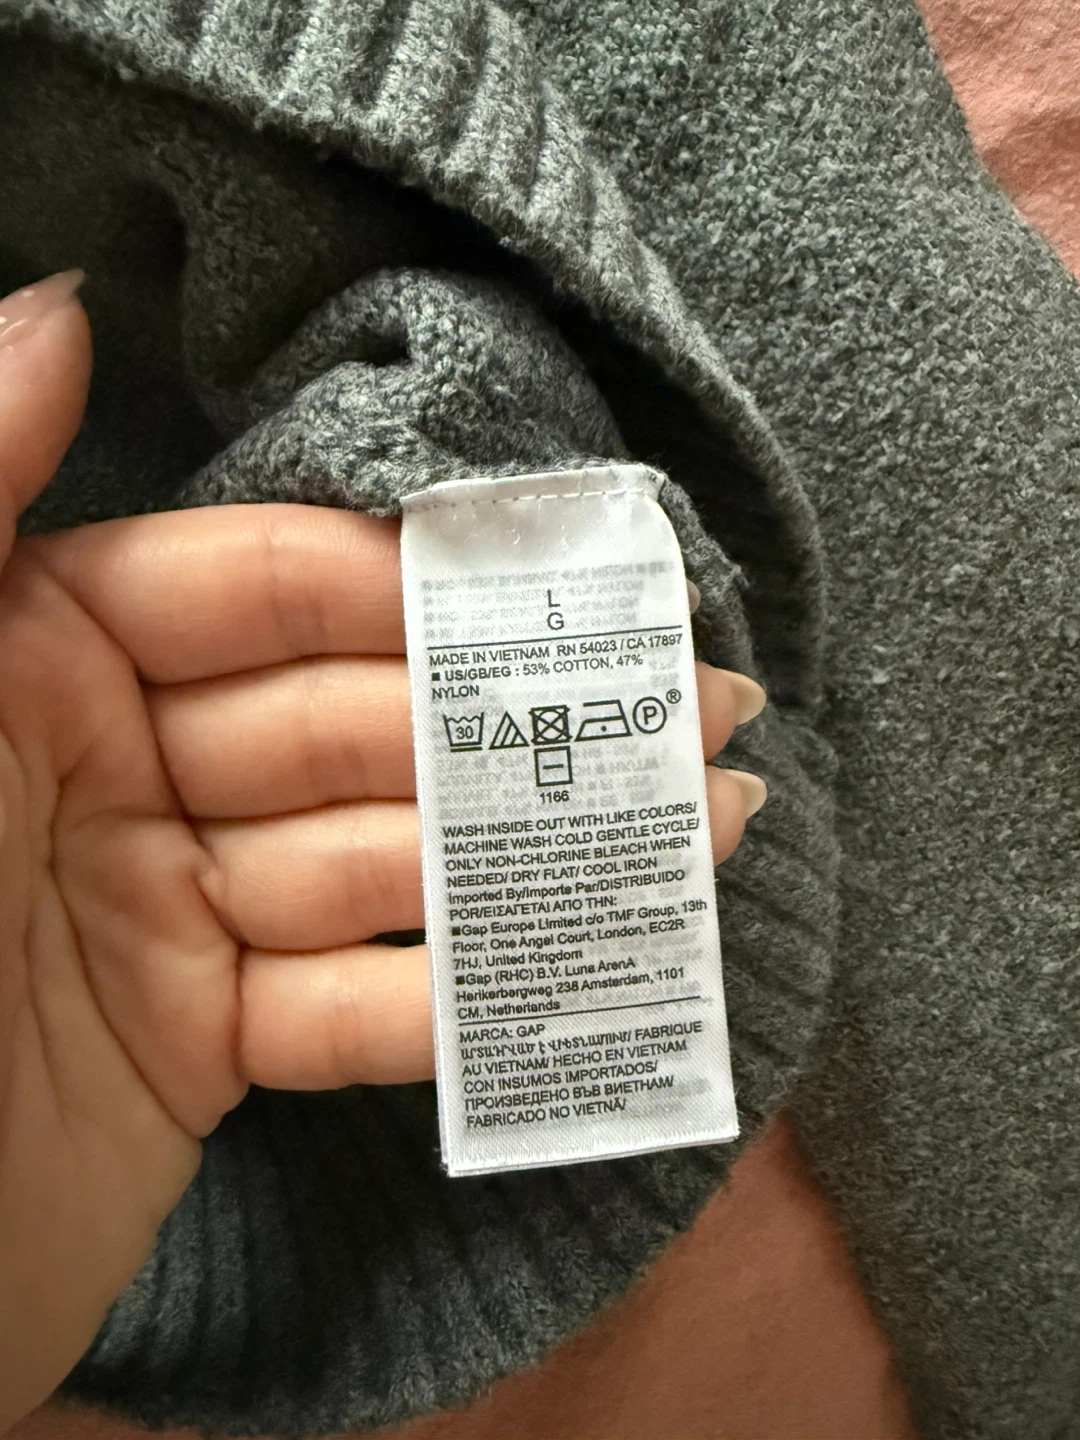 L
G
MADE IN VIETNAM RN 54023 / CA 17897
■ US/GB/EG : 53% COTTON, 47%
NYLON
30 P ®
1166
WASH INSIDE OUT WITH LIKE COLORS/
MACHINE WASH COLD GENTLE CYCLE/
ONLY NON-CHLORINE BLEACH WHEN
NEEDED/ DRY FLAT/ COOL IRON
Imported By/Importe Par/DISTRIBUIDO
POR/ΕΙΣΑΓΕΤΑΙ ΑΠΟ ΤΗΝ:
■Gap Europe Limited c/o TMF Group, 13th
Floor, One Angel Court, London, EC2R
7HJ, United Kingdom
■Gap (RHC) B.V. Luna ArenA
Herikerbergweg 238 Amsterdam, 1101
CM, Netherlands
MARCA: GAP
ԱՐՏԱԴՐՎԱԾ Է ՎԻԵՏՆԱՄՈՒՄ/ FABRIQUE
AU VIETNAM/ HECHO EN VIETNAM
CON INSUMOS IMPORTADOS/
ПРОИЗВЕДЕНО ВЪВ ВИЕТНАМ/
FABRICADO NO VIETNÃ/